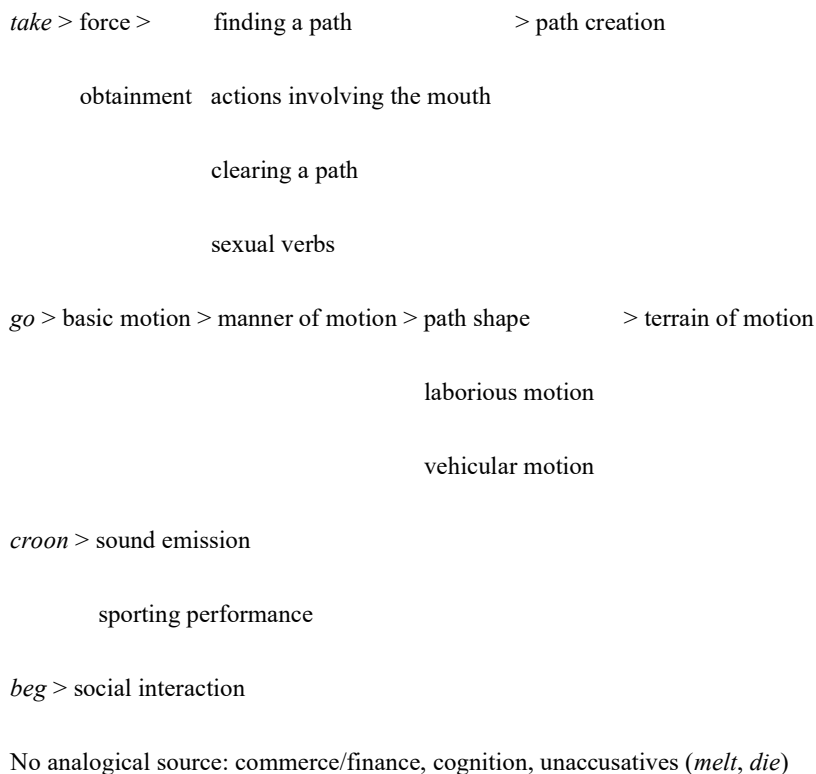 take > force > finding a path > path creation
obtainment actions involving the mouth
clearing a path
sexual verbs
go > basic motion > manner of motion > path shape > terrain of motion
laborious motion
vehicular motion
croon > sound emission
sporting performance
beg > social interaction
No analogical source: commerce/finance, cognition, unaccusatives (melt, die)